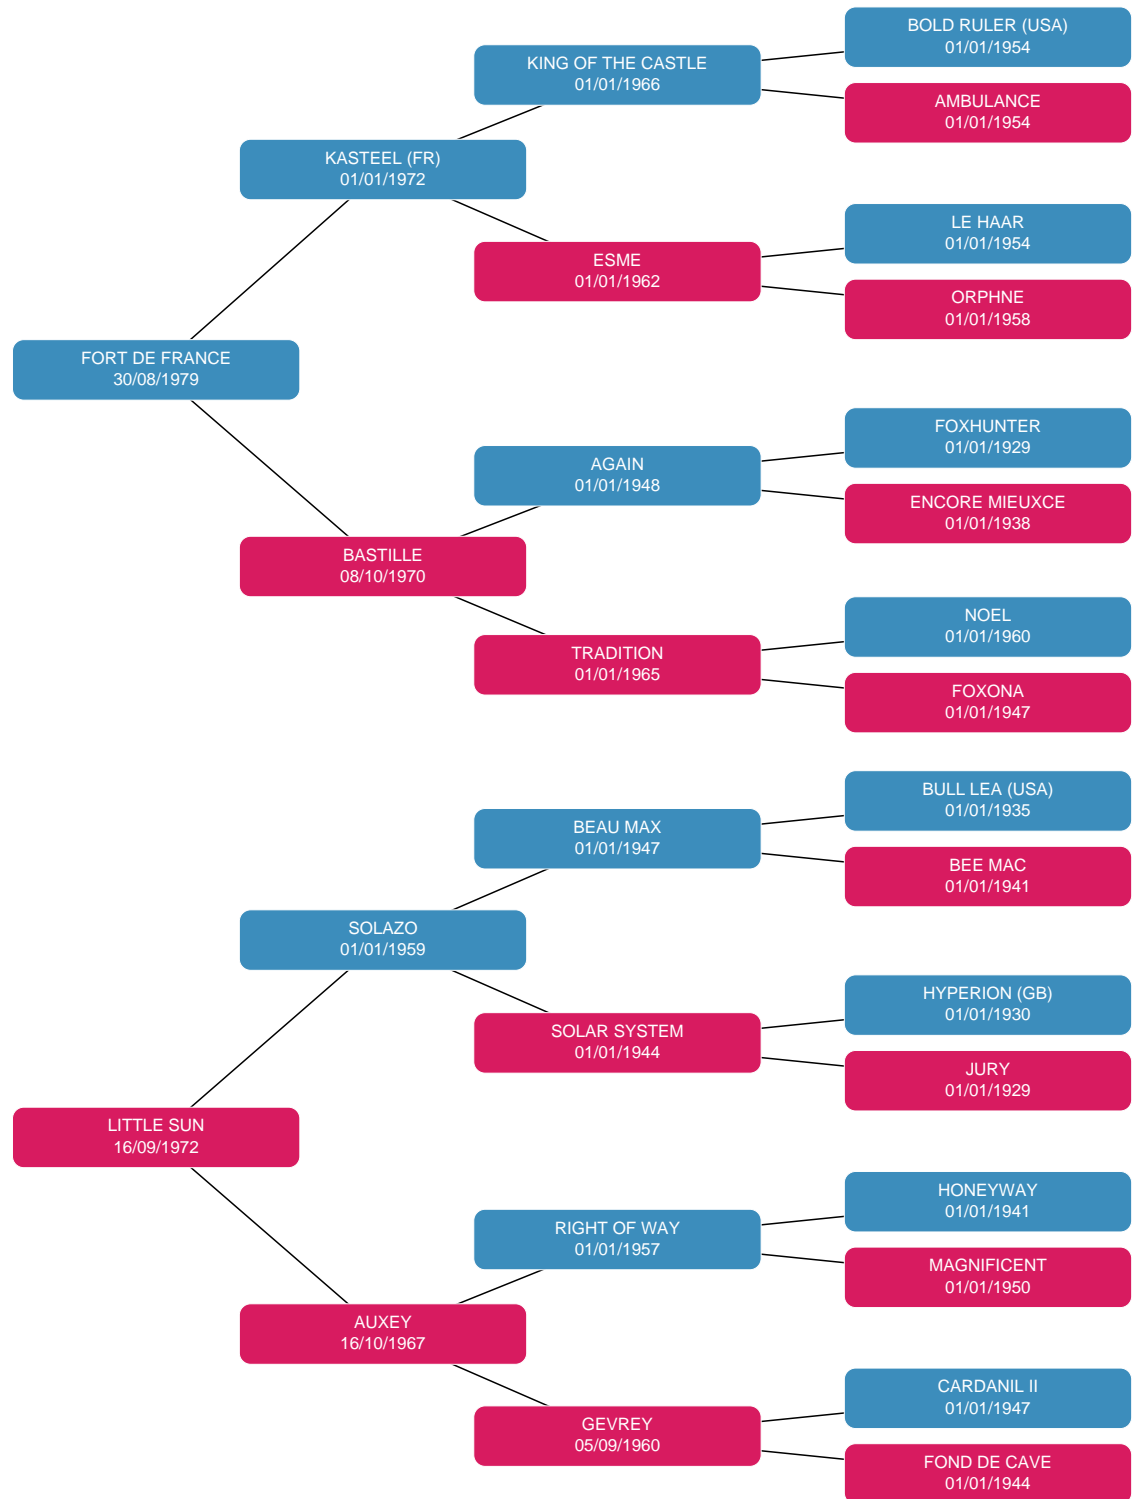 BOLD RULER (USA)
01/01/1954
KING OF THE CASTLE
01/01/1966
AMBULANCE
01/01/1954
KASTEEL (FR)
01/01/1972
LE HAAR
01/01/1954
ESME
01/01/1962
ORPHNE
01/01/1958
FORT DE FRANCE
30/08/1979
FOXHUNTER
01/01/1929
AGAIN
01/01/1948
ENCORE MIEUXCE
01/01/1938
BASTILLE
08/10/1970
NOEL
01/01/1960
TRADITION
01/01/1965
FOXONA
01/01/1947
BULL LEA (USA)
01/01/1935
BEAU MAX
01/01/1947
BEE MAC
01/01/1941
SOLAZO
01/01/1959
HYPERION (GB)
01/01/1930
SOLAR SYSTEM
01/01/1944
JURY
01/01/1929
LITTLE SUN
16/09/1972
HONEYWAY
01/01/1941
RIGHT OF WAY
01/01/1957
MAGNIFICENT
01/01/1950
AUXEY
16/10/1967
CARDANIL II
01/01/1947
GEVREY
05/09/1960
FOND DE CAVE
01/01/1944